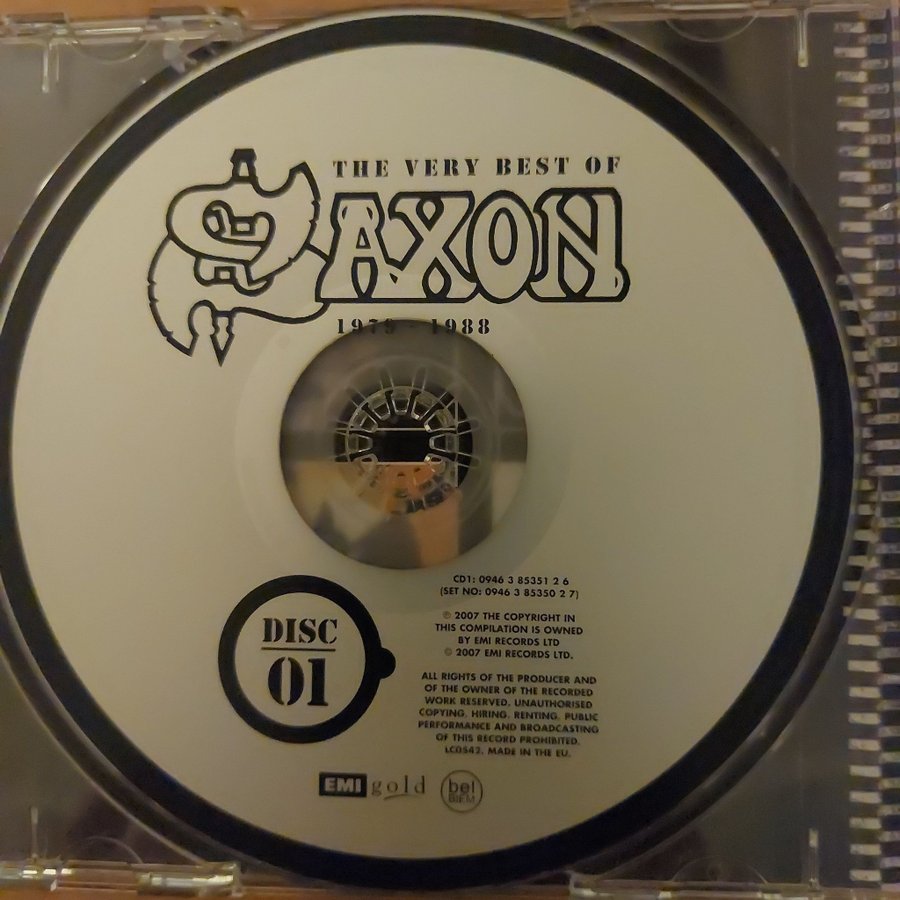 THE VERY BEST OF
SAXON
1979 - 1988
CD1: 0946 3 85351 2 6
(SET NO: 0946 3 85350 2 7)
℗ 2007 THE COPYRIGHT IN
THIS COMPILATION IS OWNED
BY EMI RECORDS LTD
© 2007 EMI RECORDS LTD.
DISC
01
ALL RIGHTS OF THE PRODUCER AND
OF THE OWNER OF THE RECORDED
WORK RESERVED. UNAUTHORISED
COPYING, HIRING, RENTING, PUBLIC
PERFORMANCE AND BROADCASTING
OF THIS RECORD PROHIBITED.
LC0542. MADE IN THE EU.
EMI gold
bel
BIEM